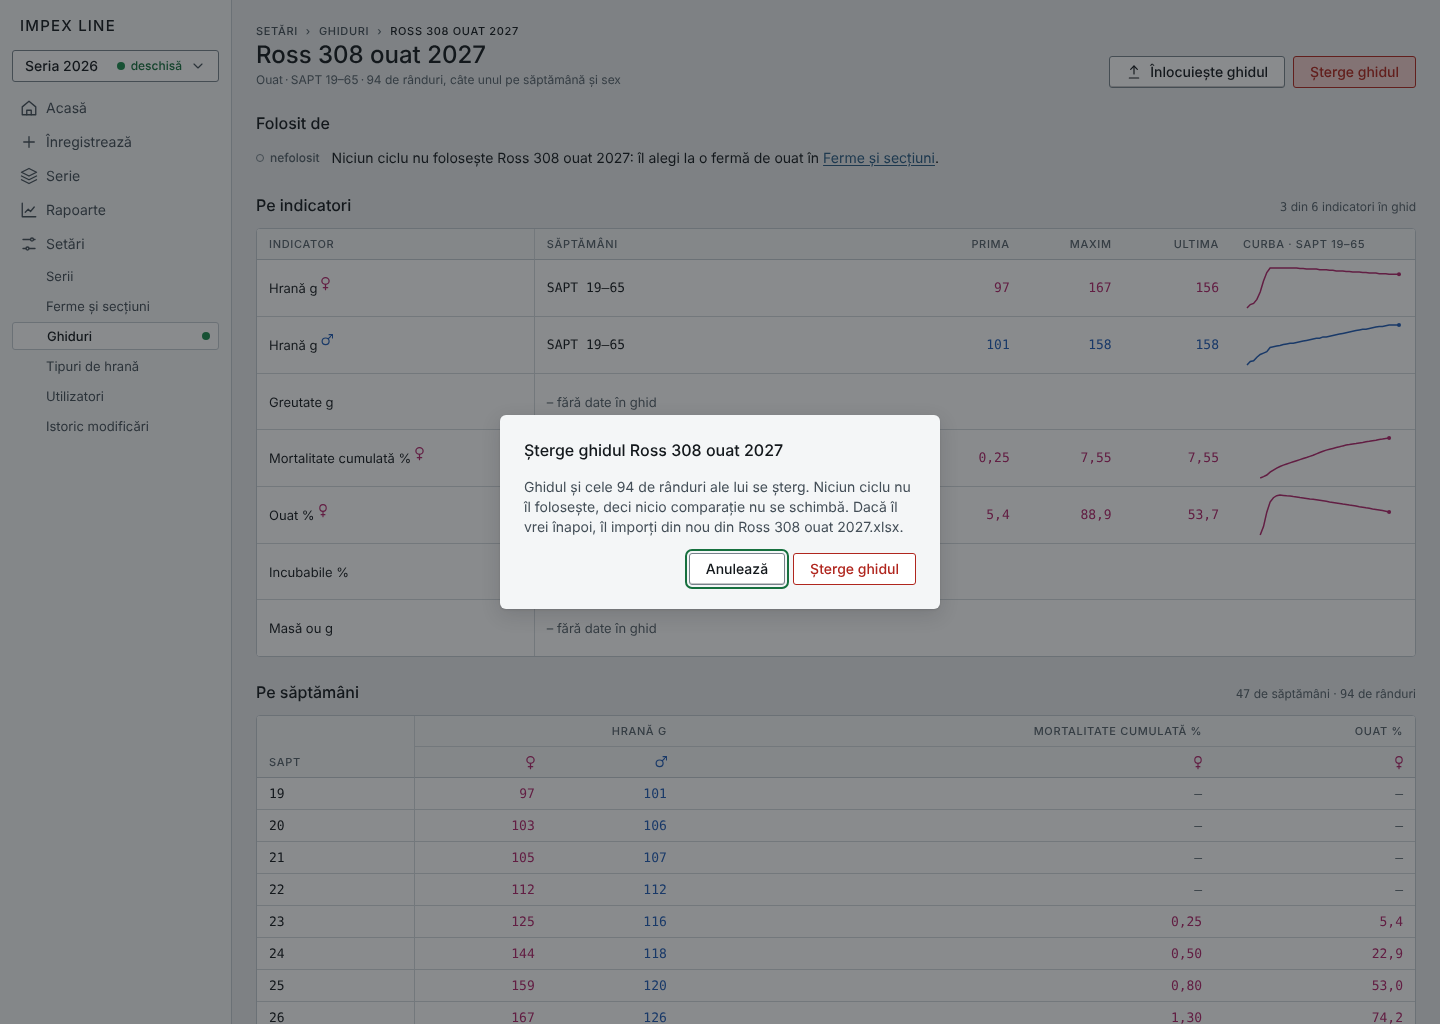 IMPEX LINE
Seria 2026 deschisă
Acasă
Înregistrează
Serie
Rapoarte
Setări
Serii
Ferme și secțiuni
Ghiduri
Tipuri de hrană
Utilizatori
Istoric modificări
SETĂRI › GHIDURI › ROSS 308 OUAT 2027
Ross 308 ouat 2027
Ouat · SAPT 19–65 · 94 de rânduri, câte unul pe săptămână și sex
Înlocuiește ghidul
Șterge ghidul
Folosit de
nefolosit Niciun ciclu nu folosește Ross 308 ouat 2027: îl alegi la o fermă de ouat în Ferme și secțiuni.
Pe indicatori
3 din 6 indicatori în ghid
INDICATOR SĂPTĂMÂNI PRIMA MAXIM ULTIMA CURBA · SAPT 19–65
Hrană g ♀ SAPT 19–65 97 167 156
Hrană g ♂ SAPT 19–65 101 158 158
Greutate g – fără date în ghid
Mortalitate cumulată % ♀ 0,25 7,55 7,55
Ouat % ♀ 5,4 88,9 53,7
Incubabile %
Masă ou g – fără date în ghid
Șterge ghidul Ross 308 ouat 2027
Ghidul și cele 94 de rânduri ale lui se șterg. Niciun ciclu nu
îl folosește, deci nicio comparație nu se schimbă. Dacă îl
vrei înapoi, îl imporți din nou din Ross 308 ouat 2027.xlsx.
Anulează
Șterge ghidul
Pe săptămâni
47 de săptămâni · 94 de rânduri
HRANĂ G MORTALITATE CUMULATĂ % OUAT %
SAPT ♀ ♂ ♀ ♀
19 97 101 – –
20 103 106 – –
21 105 107 – –
22 112 112 – –
23 125 116 0,25 5,4
24 144 118 0,50 22,9
25 159 120 0,80 53,0
26 167 126 1,30 74,2